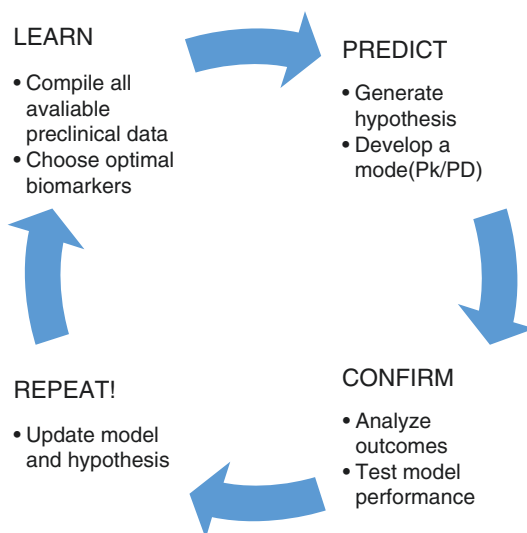 LEARN
• Compile all
avaliable
preclinical data
• Choose optimal
biomarkers
PREDICT
• Generate
hypothesis
• Develop a
mode(Pk/PD)
CONFIRM
• Analyze
outcomes
• Test model
performance
REPEAT!
• Update model
and hypothesis